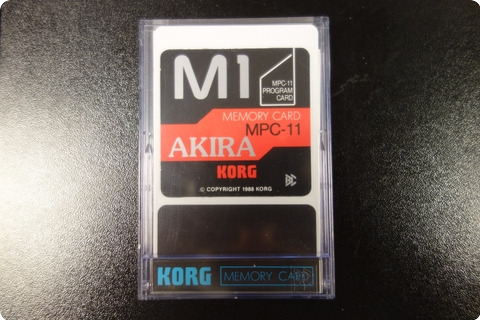 M1
MPC-11
PROGRAM
CARD
MEMORY CARD
MPC-11
AKIRA
KORG
© COPYRIGHT 1988 KORG
KORG MEMORY CARD